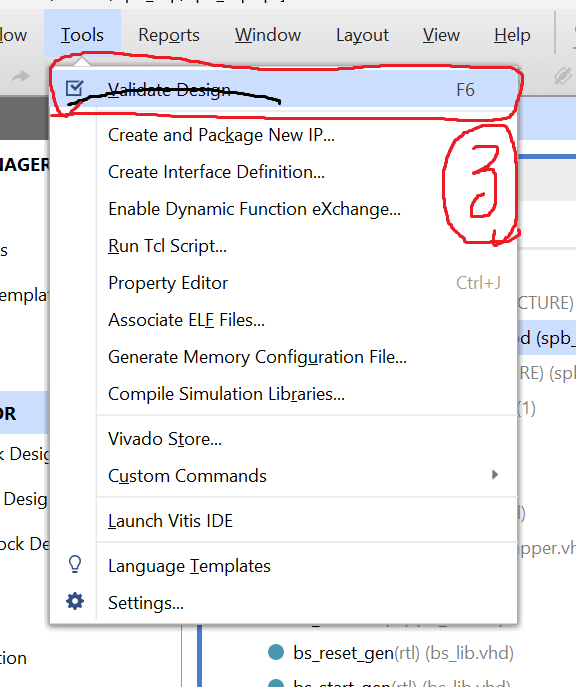 low Tools Reports Window Layout View Help
Validate Design F6
NAGER
Create and Package New IP...
3
Create Interface Definition...
Enable Dynamic Function eXchange...
s
Run Tcl Script...
Property Editor Ctrl+J
empla
CTURE)
Associate ELF Files...
d (spb_
Generate Memory Configuration File...
RE) (spl
Compile Simulation Libraries...
(1)
OR
Vivado Store...
k Desig
Custom Commands
Desig
Launch Vitis IDE
l)
ock De
ipper.vh
Language Templates
Settings...
tion
bs_reset_gen(rtl) (bs_lib.vhd)
bs_start_gen(rtl) (bs_lib.vhd)